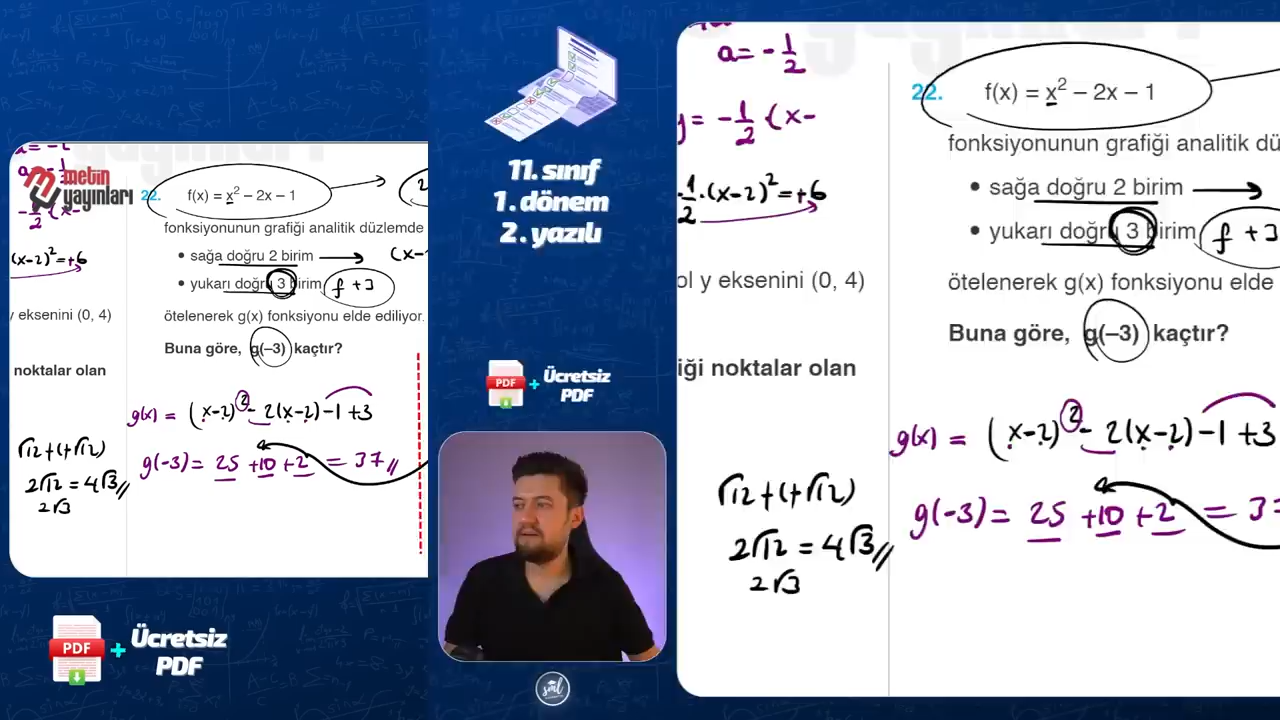 metin
yayınları
22. f(x) = x² – 2x – 1
fonksiyonunun grafiği analitik düzlemde
• sağa doğru 2 birim
• yukarı doğru 3 birim
f + 3
ötelenerek g(x) fonksiyonu elde ediliyor.
Buna göre, g(–3) kaçtır?
g(x) = (x-2)² - 2(x-2) -1 +3
g(-3) = 25 +10 +2 = 37
(x-2)² = +6
y eksenini (0, 4)
noktalar olan
√12 + (+√12)
2√12 = 4√3
2√3
Ücretsiz
PDF
PDF
11. sınıf
1. dönem
2. yazılı
PDF
+
Ücretsiz
PDF
sml
a = - 1/2
y = - 1/2 (x-
1/2 . (x-2)² = +6
ol y eksenini (0, 4)
iği noktalar olan
√12 + (+√12)
2√12 = 4√3
2√3
22. f(x) = x² – 2x – 1
fonksiyonunun grafiği analitik dü
• sağa doğru 2 birim
• yukarı doğru 3 birim
f + 3
ötelenerek g(x) fonksiyonu elde
Buna göre, g(–3) kaçtır?
g(x) = (x-2)² - 2(x-2) -1 +3
g(-3) = 25 +10 +2 = 3